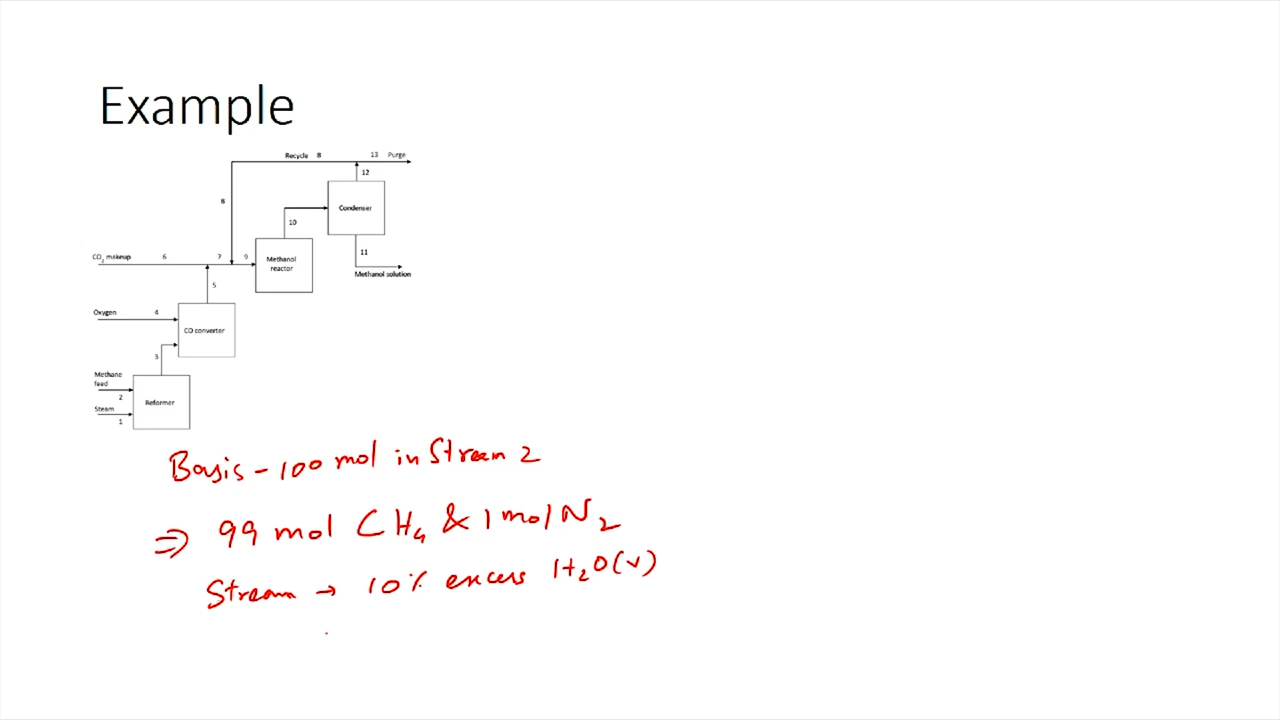 Example
Recycle 8 13 Purge
12
8
Condenser
10
11
CO2 makeup 6 7 9
Methanol
reactor
Methanol solution
5
Oxygen 4
CO converter
3
Methane
feed
2
Reformer
Steam
1
Basis - 100 mol in Stream 2
⇒ 99 mol CH4 & 1 mol N2
Stream → 10% excess H2O(v)